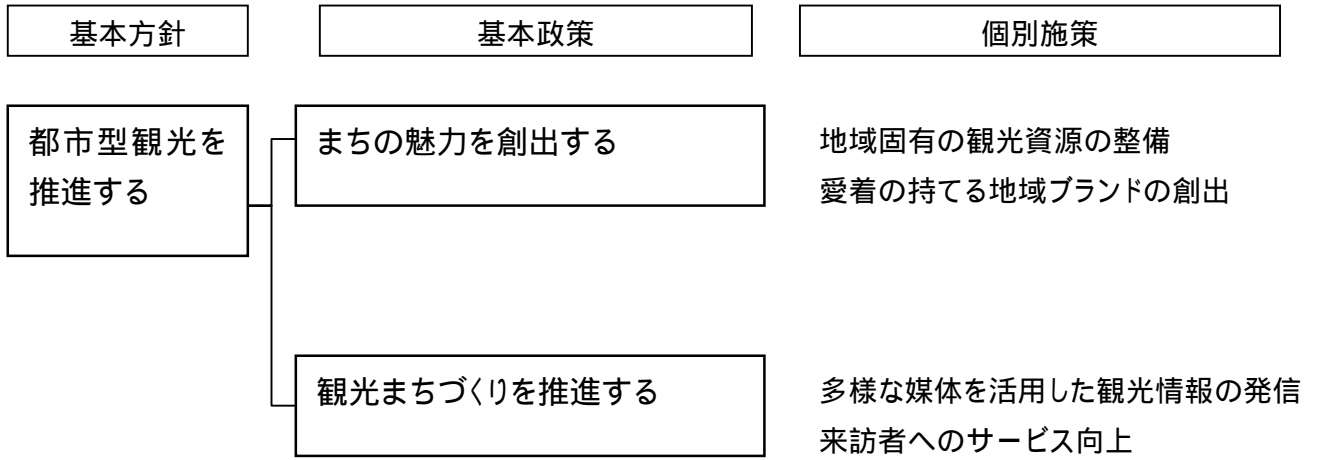 基本方針
基本政策
個別施策
都市型観光を
推進する
まちの魅力を創出する
地域固有の観光資源の整備
愛着の持てる地域ブランドの創出
観光まちづくりを推進する
多様な媒体を活用した観光情報の発信
来訪者へのサービス向上